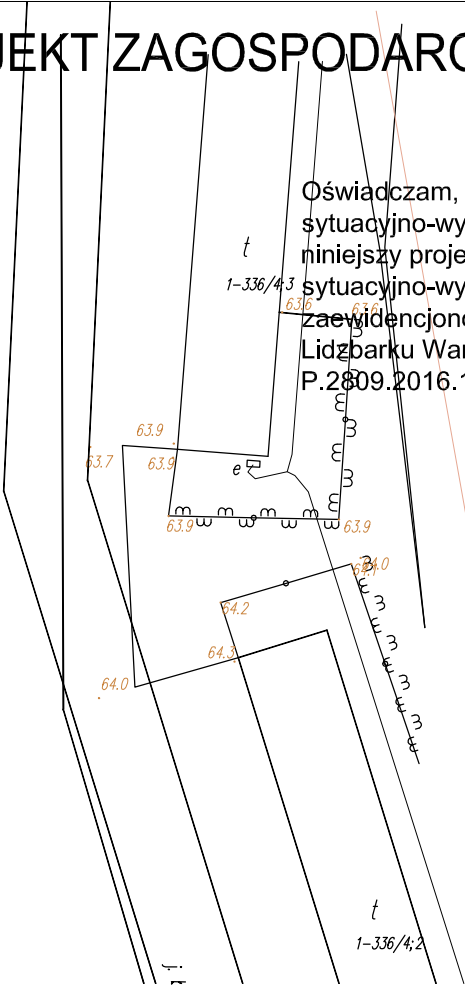 JEKT ZAGOSPODARO
Oświadczam,
sytuacyjno-wy
niniejszy proje
sytuacyjno-wy
zaewidencjono
Lidzbarku War
P.2809.2016.1
t
1-336/4;3
63.6
63.6
63.9
63.7
63.9
e
63.9
63.9
64.0
64.1
64.2
64.3
64.0
t
1-336/4;2